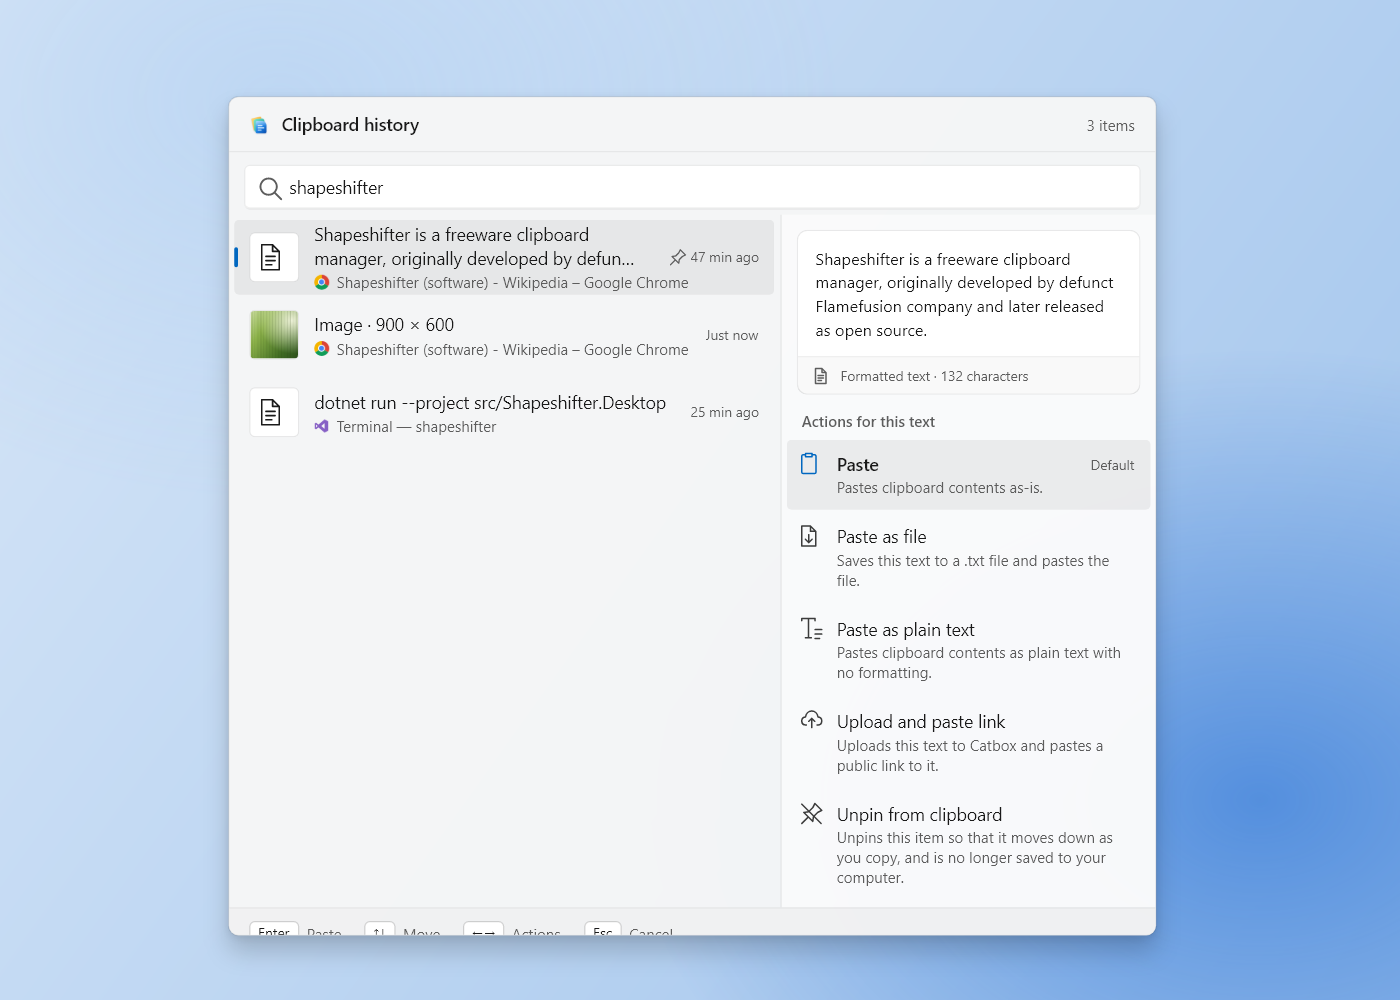 Clipboard history
3 items
shapeshifter
Shapeshifter is a freeware clipboard
manager, originally developed by defun...
47 min ago
Shapeshifter (software) - Wikipedia – Google Chrome
Image · 900 × 600
Just now
Shapeshifter (software) - Wikipedia – Google Chrome
dotnet run --project src/Shapeshifter.Desktop
25 min ago
Terminal — shapeshifter
Shapeshifter is a freeware clipboard
manager, originally developed by defunct
Flamefusion company and later released
as open source.
Formatted text · 132 characters
Actions for this text
Paste
Default
Pastes clipboard contents as-is.
Paste as file
Saves this text to a .txt file and pastes the
file.
Paste as plain text
Pastes clipboard contents as plain text with
no formatting.
Upload and paste link
Uploads this text to Catbox and pastes a
public link to it.
Unpin from clipboard
Unpins this item so that it moves down as
you copy, and is no longer saved to your
computer.
Enter Paste ↑↓ Move ←→ Actions Esc Cancel